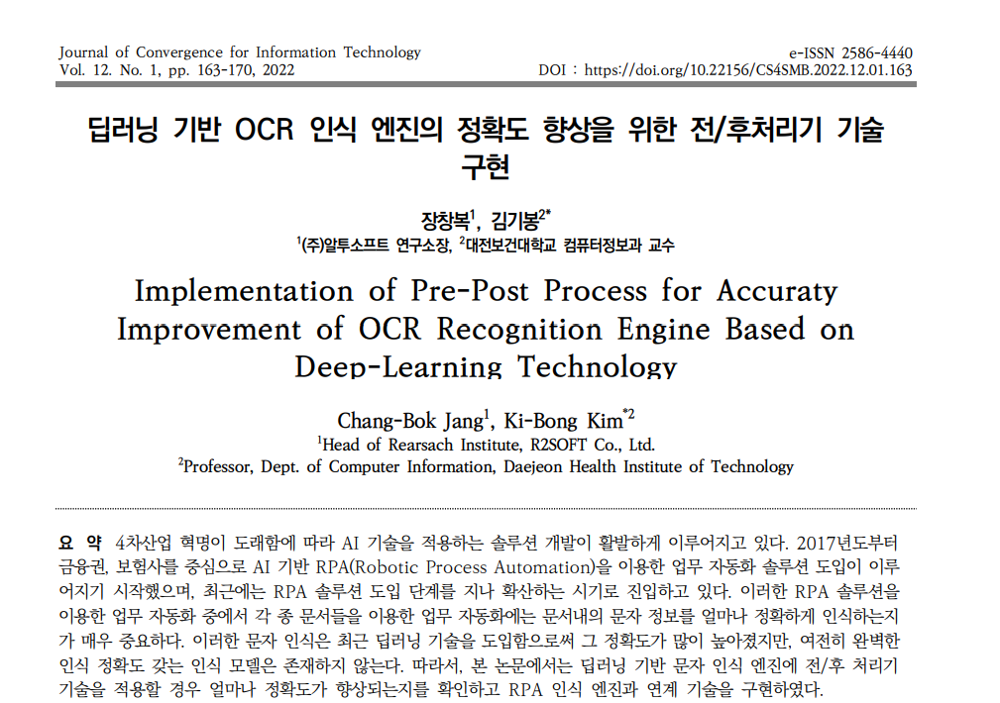 Journal of Convergence for Information Technology
Vol. 12. No. 1, pp. 163-170, 2022
e-ISSN 2586-4440
DOI : https://doi.org/10.22156/CS4SMB.2022.12.01.163
딥러닝 기반 OCR 인식 엔진의 정확도 향상을 위한 전/후처리기 기술
구현
장창복1, 김기봉2*
1(주)알투소프트 연구소장, 2대전보건대학교 컴퓨터정보과 교수
Implementation of Pre-Post Process for Accuraty
Improvement of OCR Recognition Engine Based on
Deep-Learning Technology
Chang-Bok Jang1, Ki-Bong Kim*2
1Head of Rearsach Institute, R2SOFT Co., Ltd.
2Professor, Dept. of Computer Information, Daejeon Health Institute of Technology
요 약 4차산업 혁명이 도래함에 따라 AI 기술을 적용하는 솔루션 개발이 활발하게 이루어지고 있다. 2017년도부터
금융권, 보험사를 중심으로 AI 기반 RPA(Robotic Process Automation)을 이용한 업무 자동화 솔루션 도입이 이루
어지기 시작했으며, 최근에는 RPA 솔루션 도입 단계를 지나 확산하는 시기로 진입하고 있다. 이러한 RPA 솔루션을
이용한 업무 자동화 중에서 각 종 문서들을 이용한 업무 자동화에는 문서내의 문자 정보를 얼마나 정확하게 인식하는지
가 매우 중요하다. 이러한 문자 인식은 최근 딥러닝 기술을 도입함으로써 그 정확도가 많이 높아졌지만, 여전히 완벽한
인식 정확도 갖는 인식 모델은 존재하지 않는다. 따라서, 본 논문에서는 딥러닝 기반 문자 인식 엔진에 전/후 처리기
기술을 적용할 경우 얼마나 정확도가 향상되는지를 확인하고 RPA 인식 엔진과 연계 기술을 구현하였다.